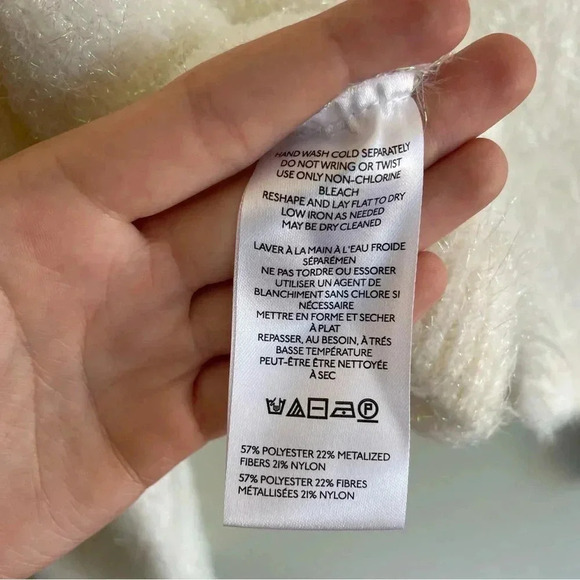 HAND WASH COLD SEPARATELY
DO NOT WRING OR TWIST
USE ONLY NON-CHLORINE
BLEACH
RESHAPE AND LAY FLAT TO DRY
LOW IRON AS NEEDED
MAY BE DRY CLEANED
LAVER À LA MAIN À L'EAU FROIDE
SÉPARÉMEN
NE PAS TORDRE OU ESSORER
UTILISER UN AGENT DE
BLANCHIMENT SANS CHLORE SI
NÉCESSAIRE
METTRE EN FORME ET SECHER
À PLAT
REPASSER, AU BESOIN, À TRÉS
BASSE TEMPÉRATURE
PEUT-ÊTRE ÊTRE NETTOYÉE
À SEC
P
57% POLYESTER 22% METALIZED
FIBERS 21% NYLON
57% POLYESTER 22% FIBRES
MÉTALLISÉES 21% NYLON